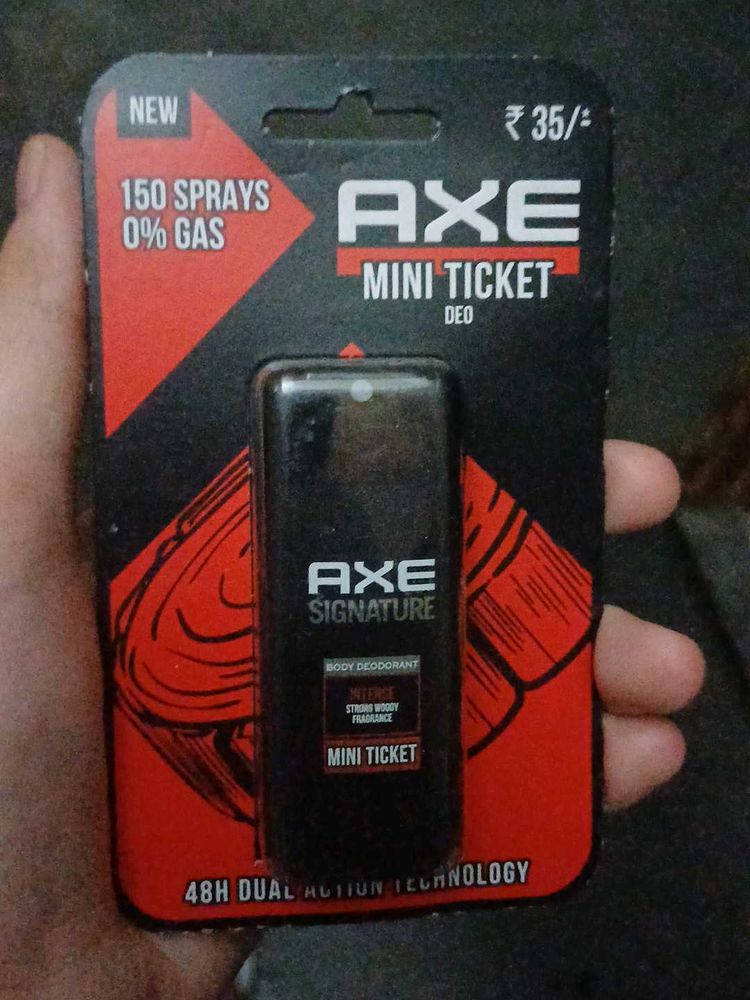 NEW
₹ 35/-
150 SPRAYS
0% GAS
AXE
MINI TICKET
DEO
AXE
SIGNATURE
BODY DEODORANT
INTENSE
STRONG WOODY
FRAGRANCE
MINI TICKET
48H DUAL ACTION TECHNOLOGY